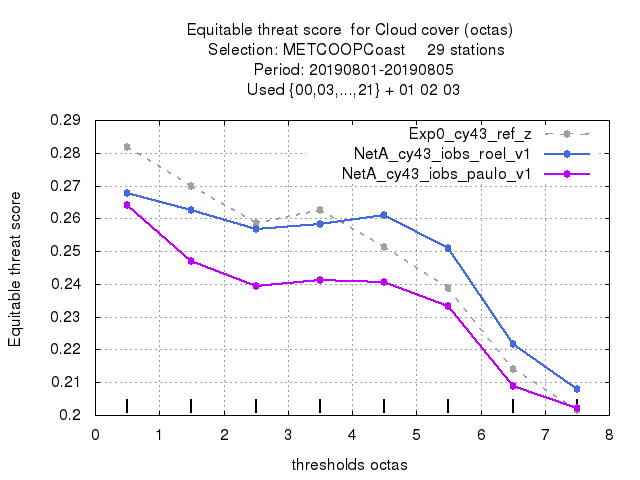 Equitable threat score  for Cloud cover (octas)
Selection: METCOOPCoast     29 stations
Period: 20190801-20190805
Used {00,03,...,21} + 01 02 03
Exp0_cy43_ref_z
NetA_cy43_iobs_roel_v1
NetA_cy43_iobs_paulo_v1
Equitable threat score
0.29
0.28
0.27
0.26
0.25
0.24
0.23
0.22
0.21
0.2
0 1 2 3 4 5 6 7 8
thresholds octas